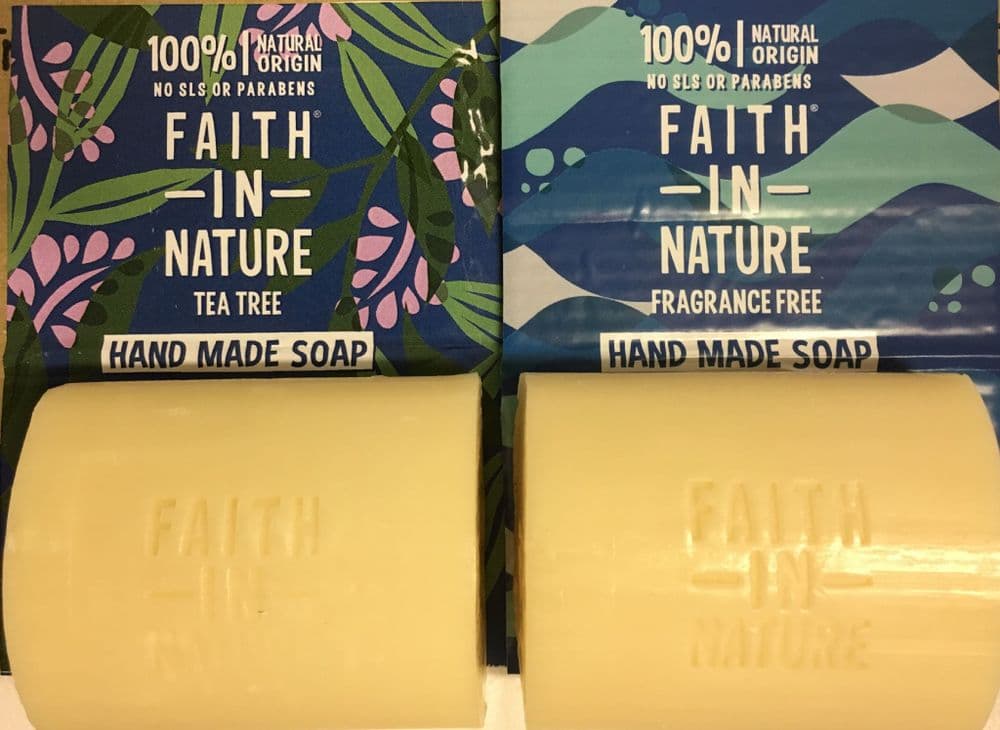 100% | NATURAL ORIGIN
NO SLS OR PARABENS
FAITH®
IN
NATURE
TEA TREE
HAND MADE SOAP
100% | NATURAL ORIGIN
NO SLS OR PARABENS
FAITH®
IN
NATURE
FRAGRANCE FREE
HAND MADE SOAP
FAITH
IN
FAITH
IN
NATURE